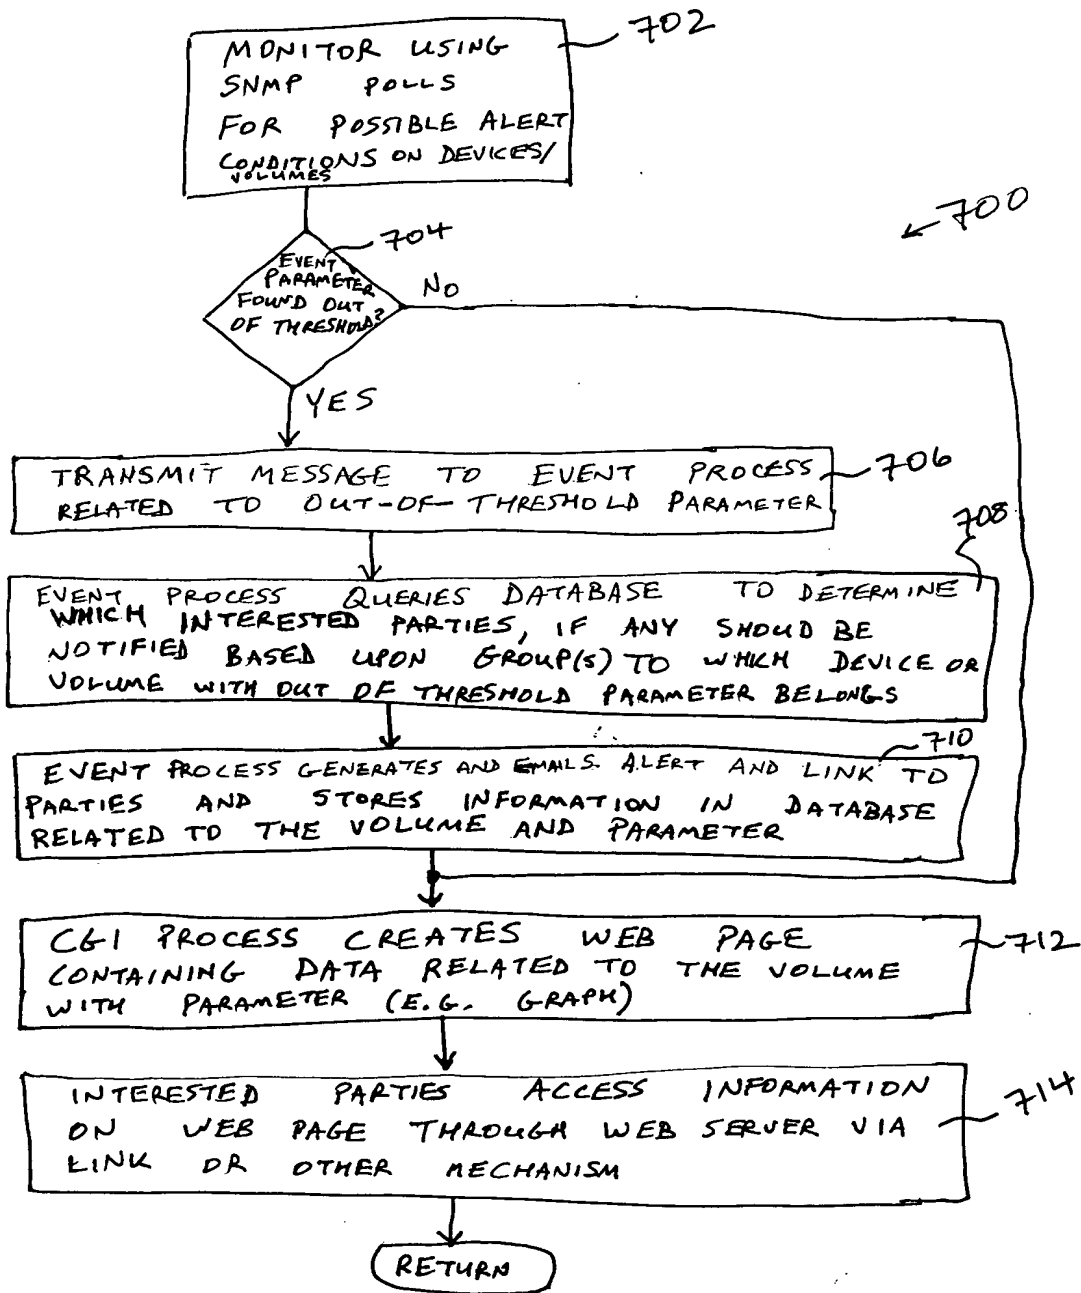 702
MONITOR USING
SNMP POLLS
FOR POSSIBLE ALERT
CONDITIONS ON DEVICES/
VOLUMES
700
704
EVENT
PARAMETER
FOUND OUT
OF THRESHOLD?
NO
YES
TRANSMIT MESSAGE TO EVENT PROCESS
RELATED TO OUT-OF-THRESHOLD PARAMETER
706
708
EVENT PROCESS QUERIES DATABASE TO DETERMINE
WHICH INTERESTED PARTIES, IF ANY SHOULD BE
NOTIFIED BASED UPON GROUP(S) TO WHICH DEVICE OR
VOLUME WITH OUT OF THRESHOLD PARAMETER BELONGS
710
EVENT PROCESS GENERATES AND EMAILS ALERT AND LINK TO
PARTIES AND STORES INFORMATION IN DATABASE
RELATED TO THE VOLUME AND PARAMETER
CGI PROCESS CREATES WEB PAGE
CONTAINING DATA RELATED TO THE VOLUME
WITH PARAMETER (E.G. GRAPH)
712
INTERESTED PARTIES ACCESS INFORMATION
ON WEB PAGE THROUGH WEB SERVER VIA
LINK OR OTHER MECHANISM
714
RETURN